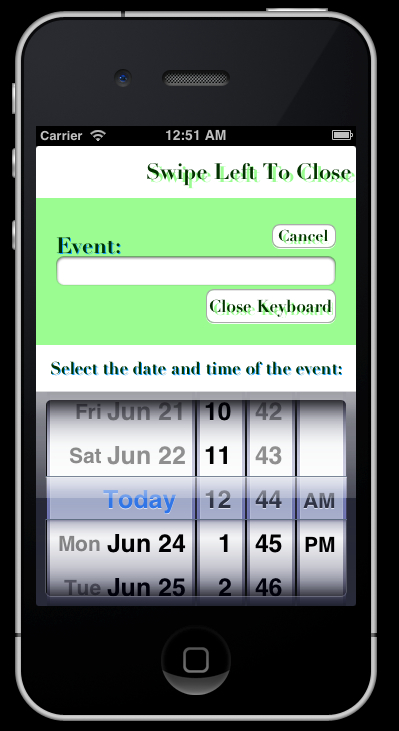 Carrier 12:51 AM
Swipe Left To Close
Cancel
Event:
Close Keyboard
Select the date and time of the event:
Fri Jun 21 10 42
Sat Jun 22 11 43
Today 12 44 AM
Mon Jun 24 1 45 PM
Tue Jun 25 2 46